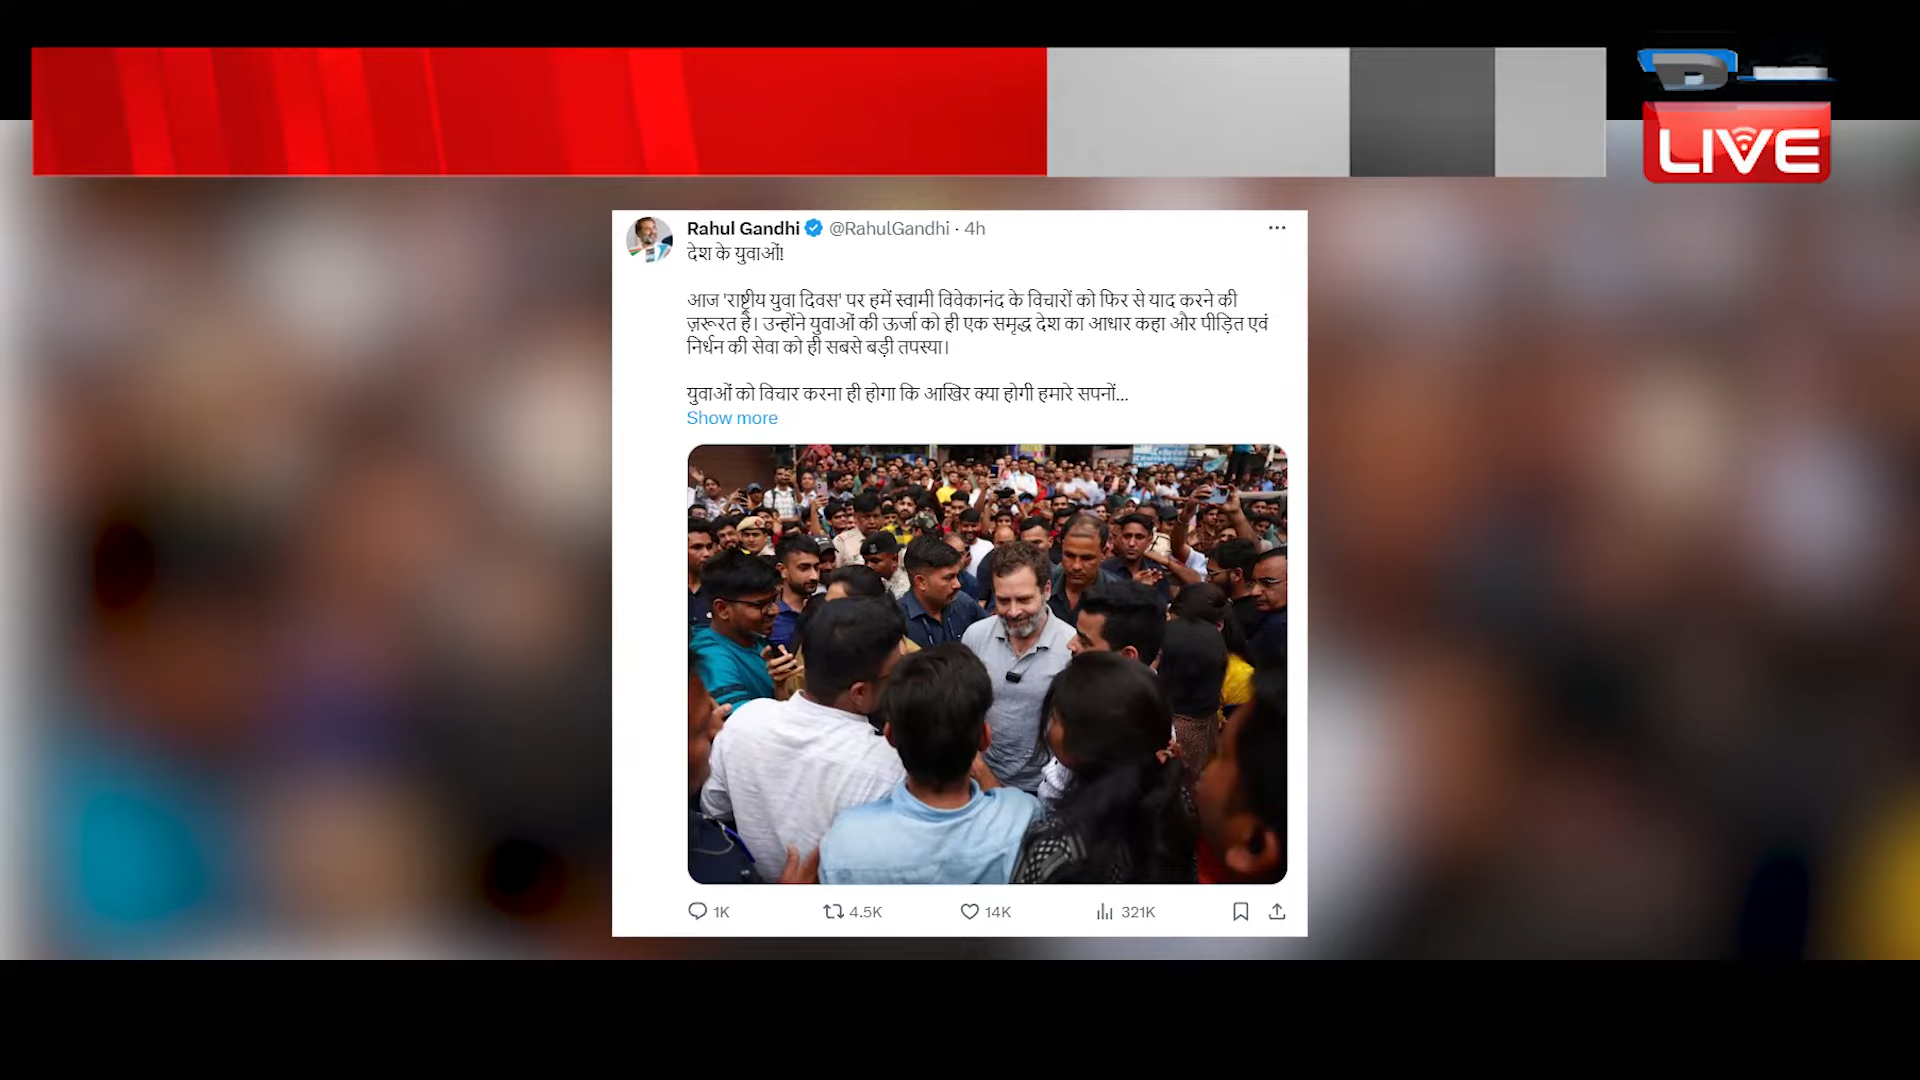 LIVE
Rahul Gandhi @RahulGandhi · 4h
देश के युवाओं!
आज 'राष्ट्रीय युवा दिवस' पर हमें स्वामी विवेकानंद के विचारों को फिर से याद करने की
ज़रूरत है। उन्होंने युवाओं की ऊर्जा को ही एक समृद्ध देश का आधार कहा और पीड़ित एवं
निर्धन की सेवा को ही सबसे बड़ी तपस्या।
युवाओं को विचार करना ही होगा कि आखिर क्या होगी हमारे सपनों...
Show more
1K 4.5K 14K 321K